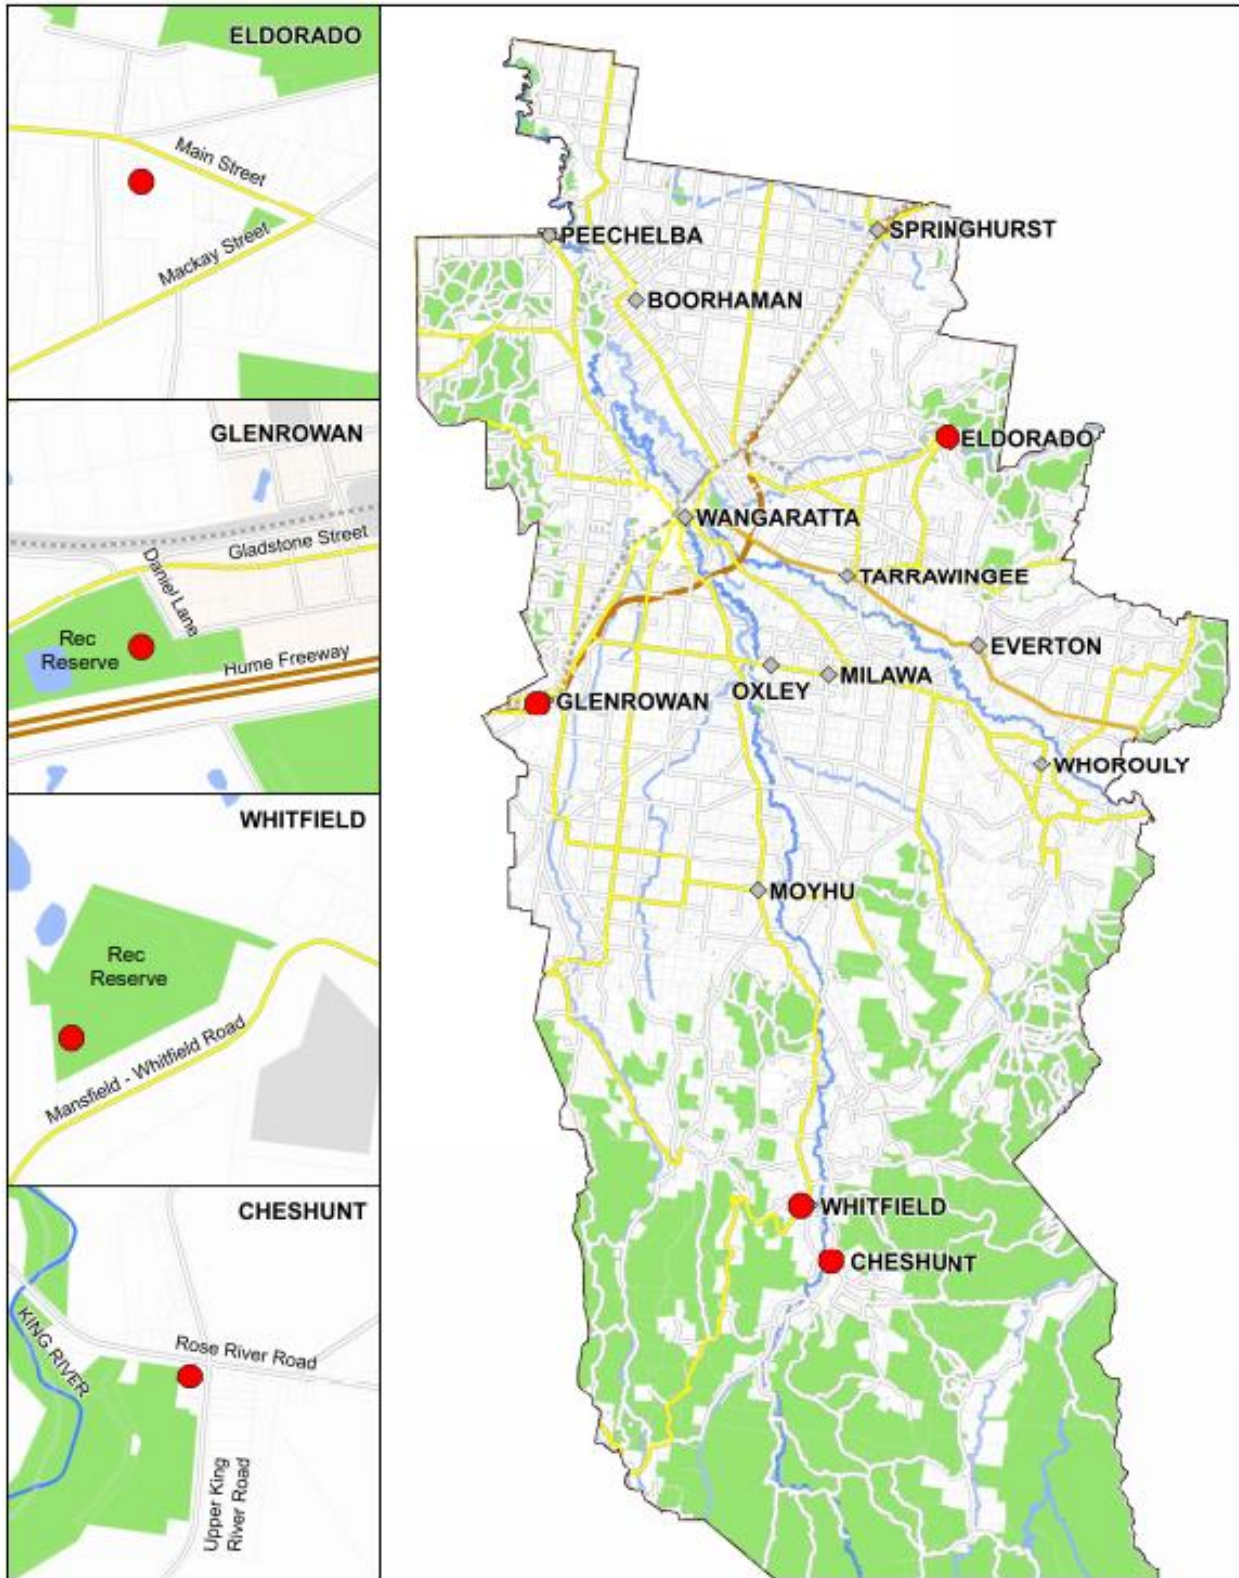 ELDORADO
Main Street
Mackay Street
GLENROWAN
Gladstone Street
Daniel Lane
Rec
Reserve
Hume Freeway
WHITFIELD
Rec
Reserve
Mansfield - Whitfield Road
CHESHUNT
KING RIVER
Rose River Road
Upper King
River Road
PEECHELBA
SPRINGHURST
BOORHAMAN
ELDORADO
WANGARATTA
TARRAWINGEE
EVERTON
MILAWA
OXLEY
GLENROWAN
WHOROULY
MOYHU
WHITFIELD
CHESHUNT